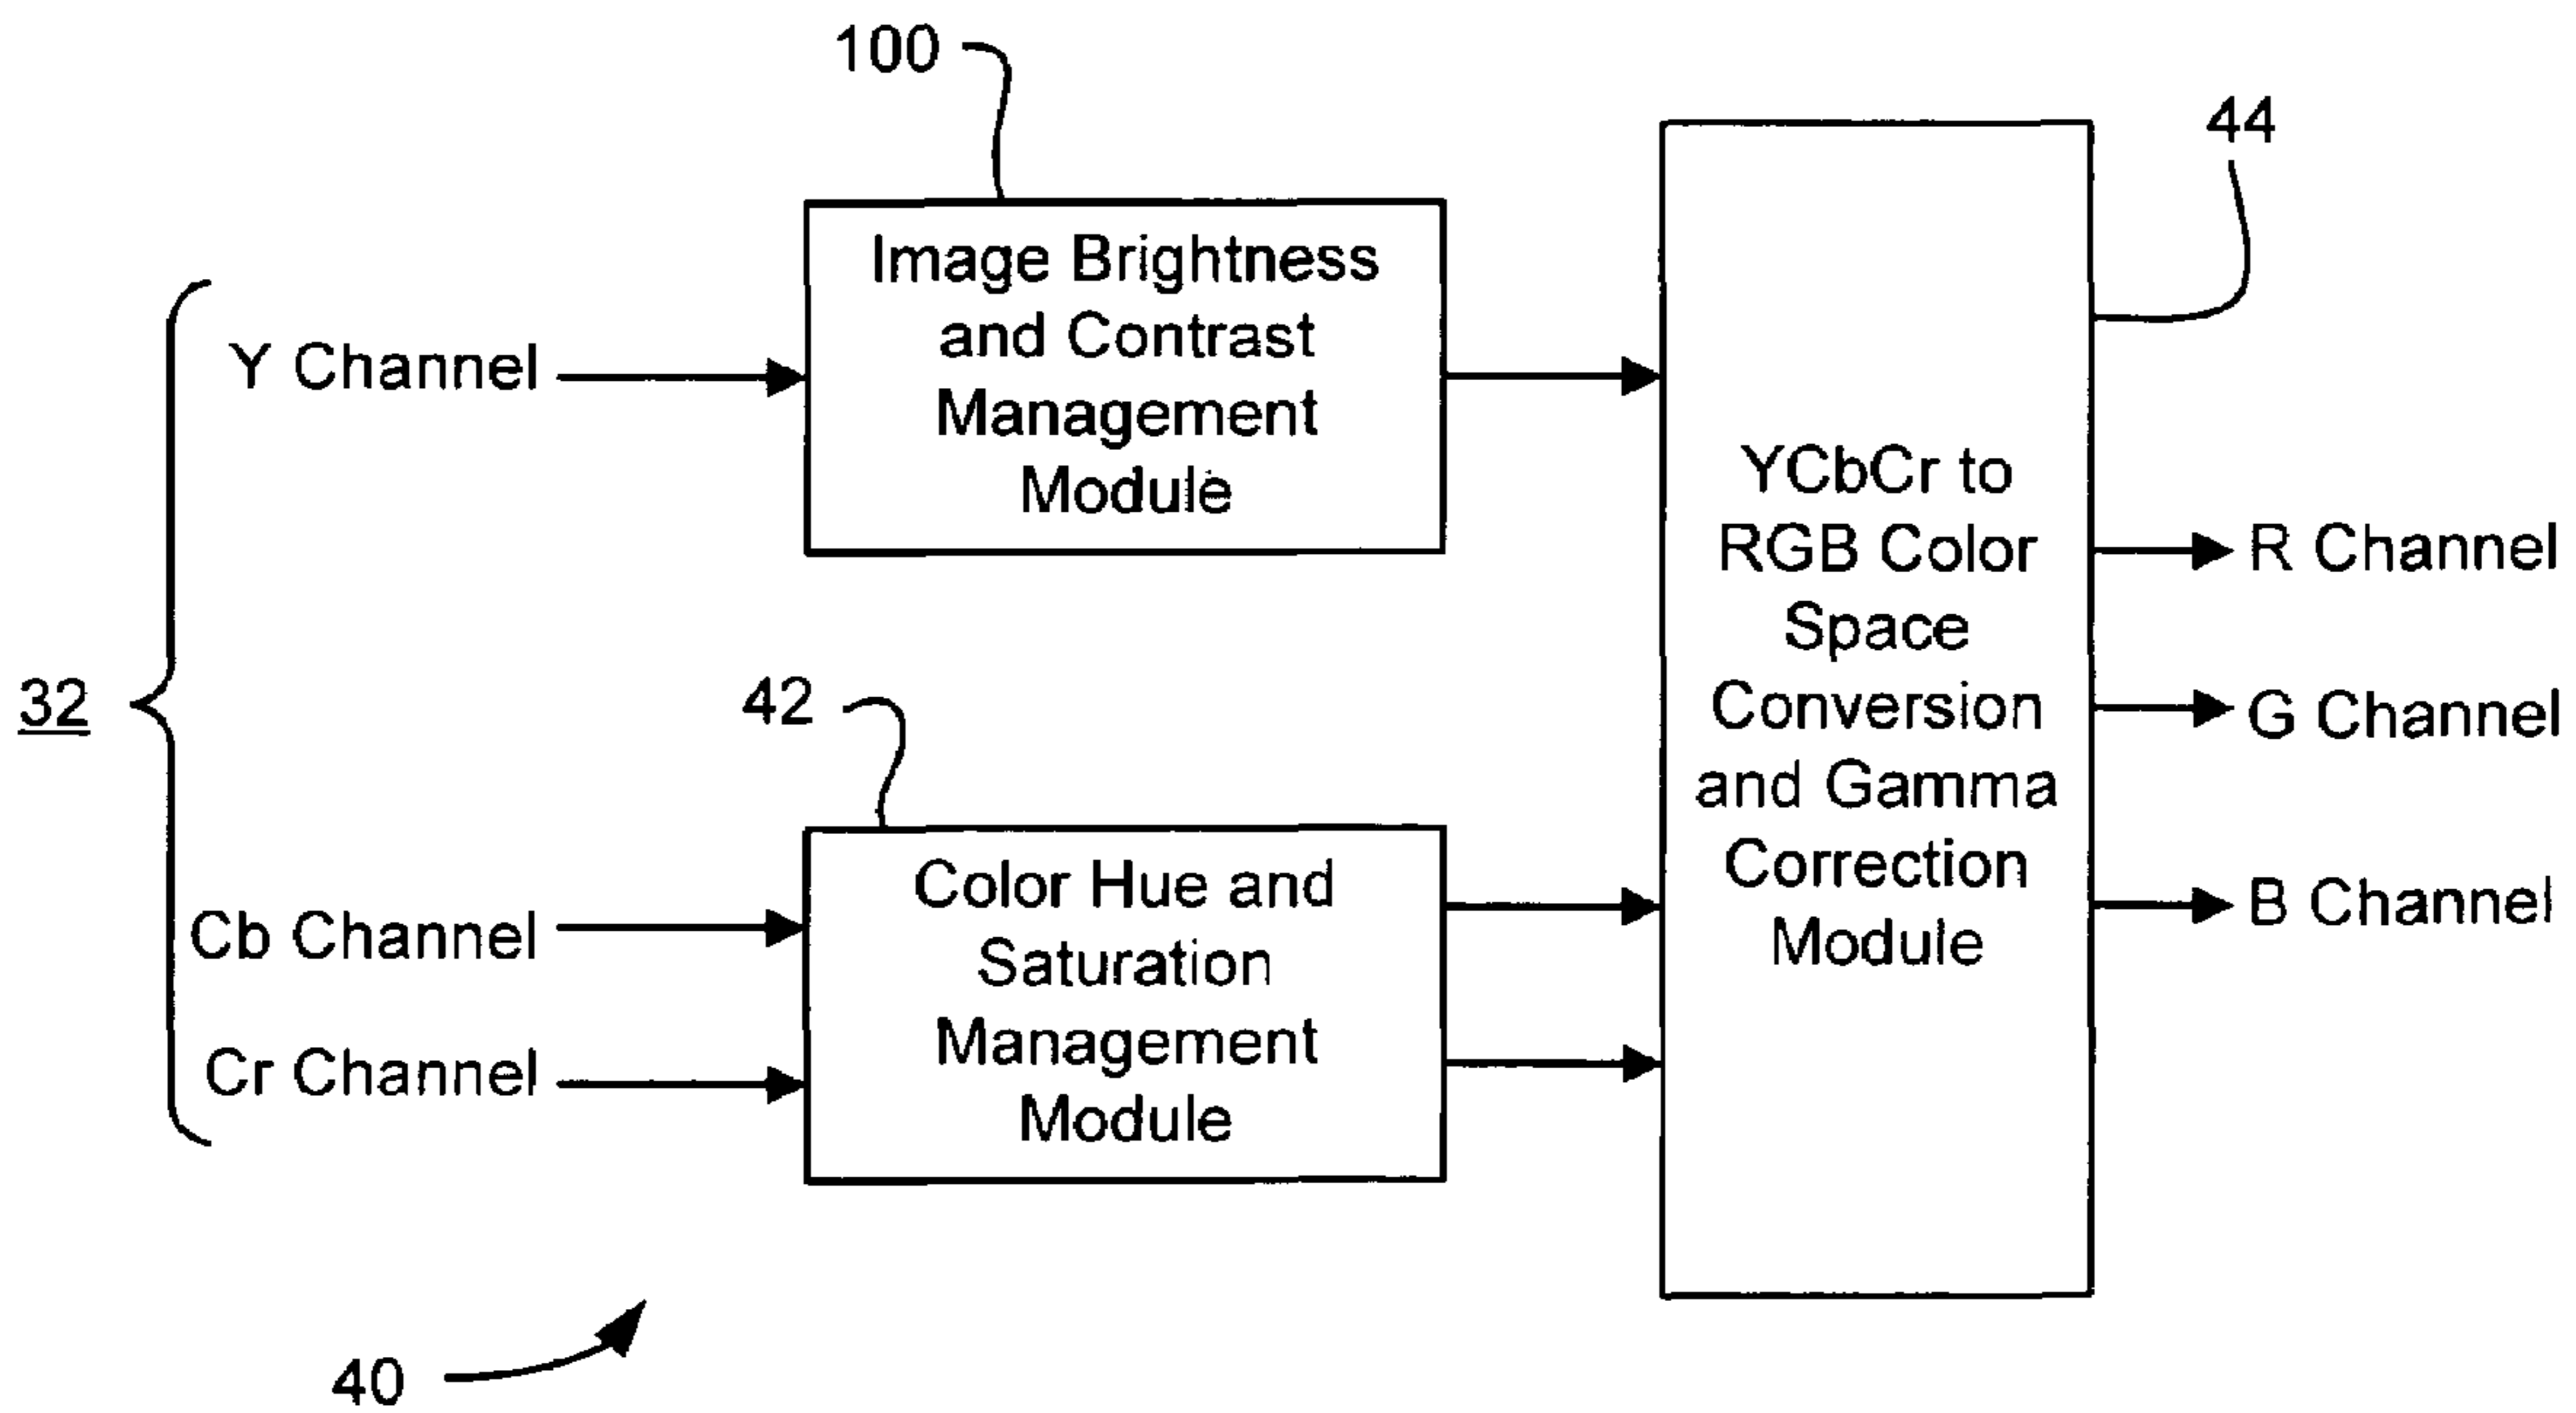 100
44
Image Brightness
and Contrast
Management
Module
Y Channel
YCbCr to
RGB Color
Space
Conversion
and Gamma
Correction
Module
R Channel
G Channel
B Channel
32
42
Color Hue and
Saturation
Management
Module
Cb Channel
Cr Channel
40